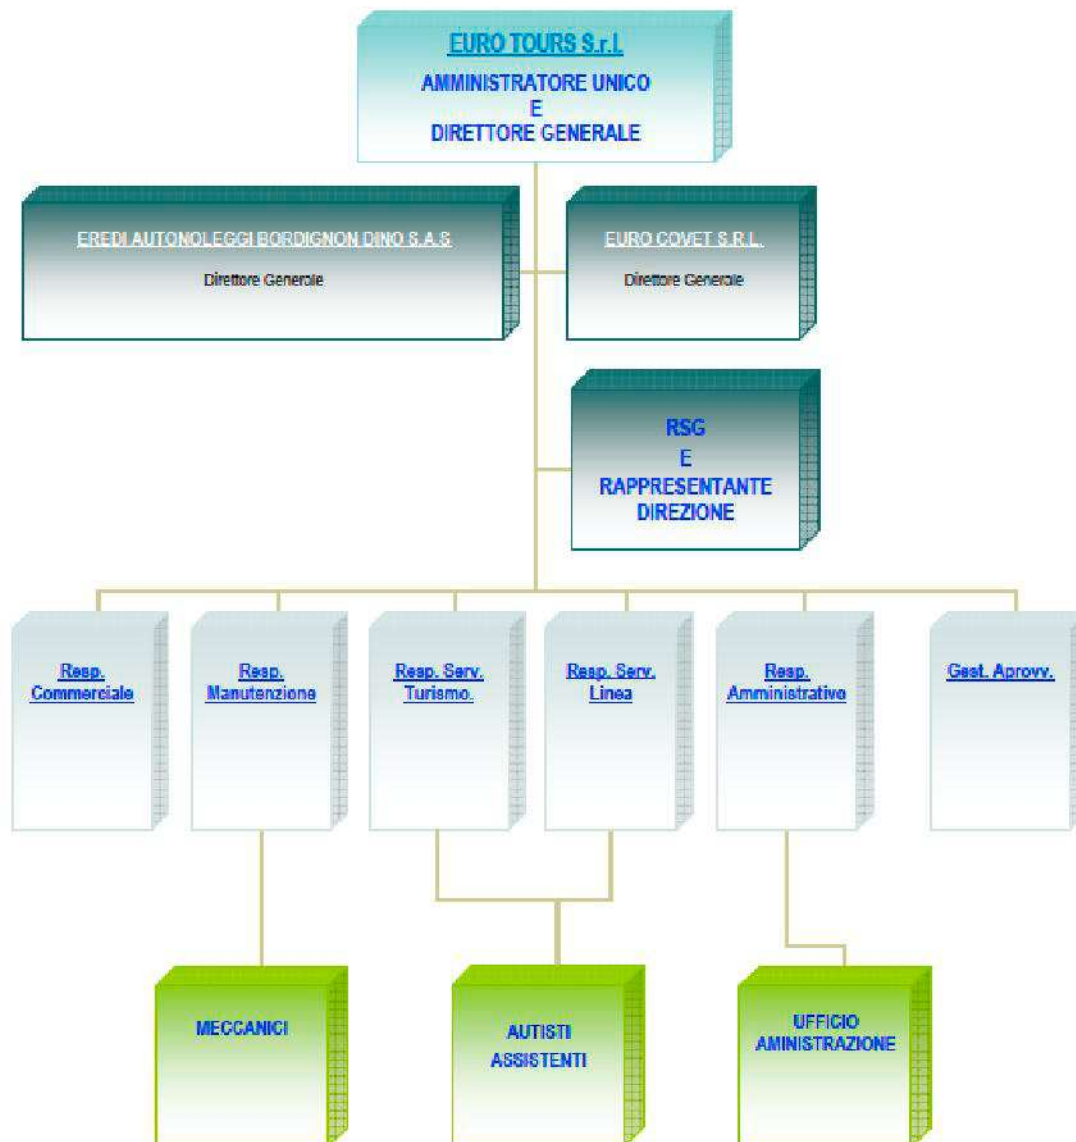 EURO TOURS S.r.l.
AMMINISTRATORE UNICO
E
DIRETTORE GENERALE
EREDI AUTONOLEGGI BORDIGNON DINO S.A.S
Direttore Generale
EURO COVET S.R.L.
Direttore Generale
RSG
E
RAPPRESENTANTE
DIREZIONE
Resp.
Commerciale
Resp.
Manutenzione
Resp. Serv.
Turismo.
Resp. Serv.
Linea
Resp.
Amministrativo
Gest. Aprovv.
MECCANICI
AUTISTI
ASSISTENTI
UFFICIO
AMINISTRAZIONE